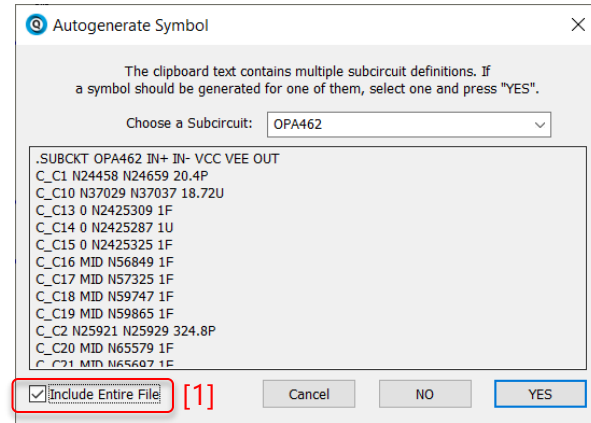 Autogenerate Symbol
The clipboard text contains multiple subcircuit definitions. If
a symbol should be generated for one of them, select one and press "YES".
Choose a Subcircuit: OPA462
.SUBCKT OPA462 IN+ IN- VCC VEE OUT
C_C1 N24458 N24659 20.4P
C_C10 N37029 N37037 18.72U
C_C13 0 N2425309 1F
C_C14 0 N2425287 1U
C_C15 0 N2425325 1F
C_C16 MID N56849 1F
C_C17 MID N57325 1F
C_C18 MID N59747 1F
C_C19 MID N59865 1F
C_C2 N25921 N25929 324.8P
C_C20 MID N65579 1F
C_C21 MID N65697 1F
Include Entire File [1] Cancel NO YES